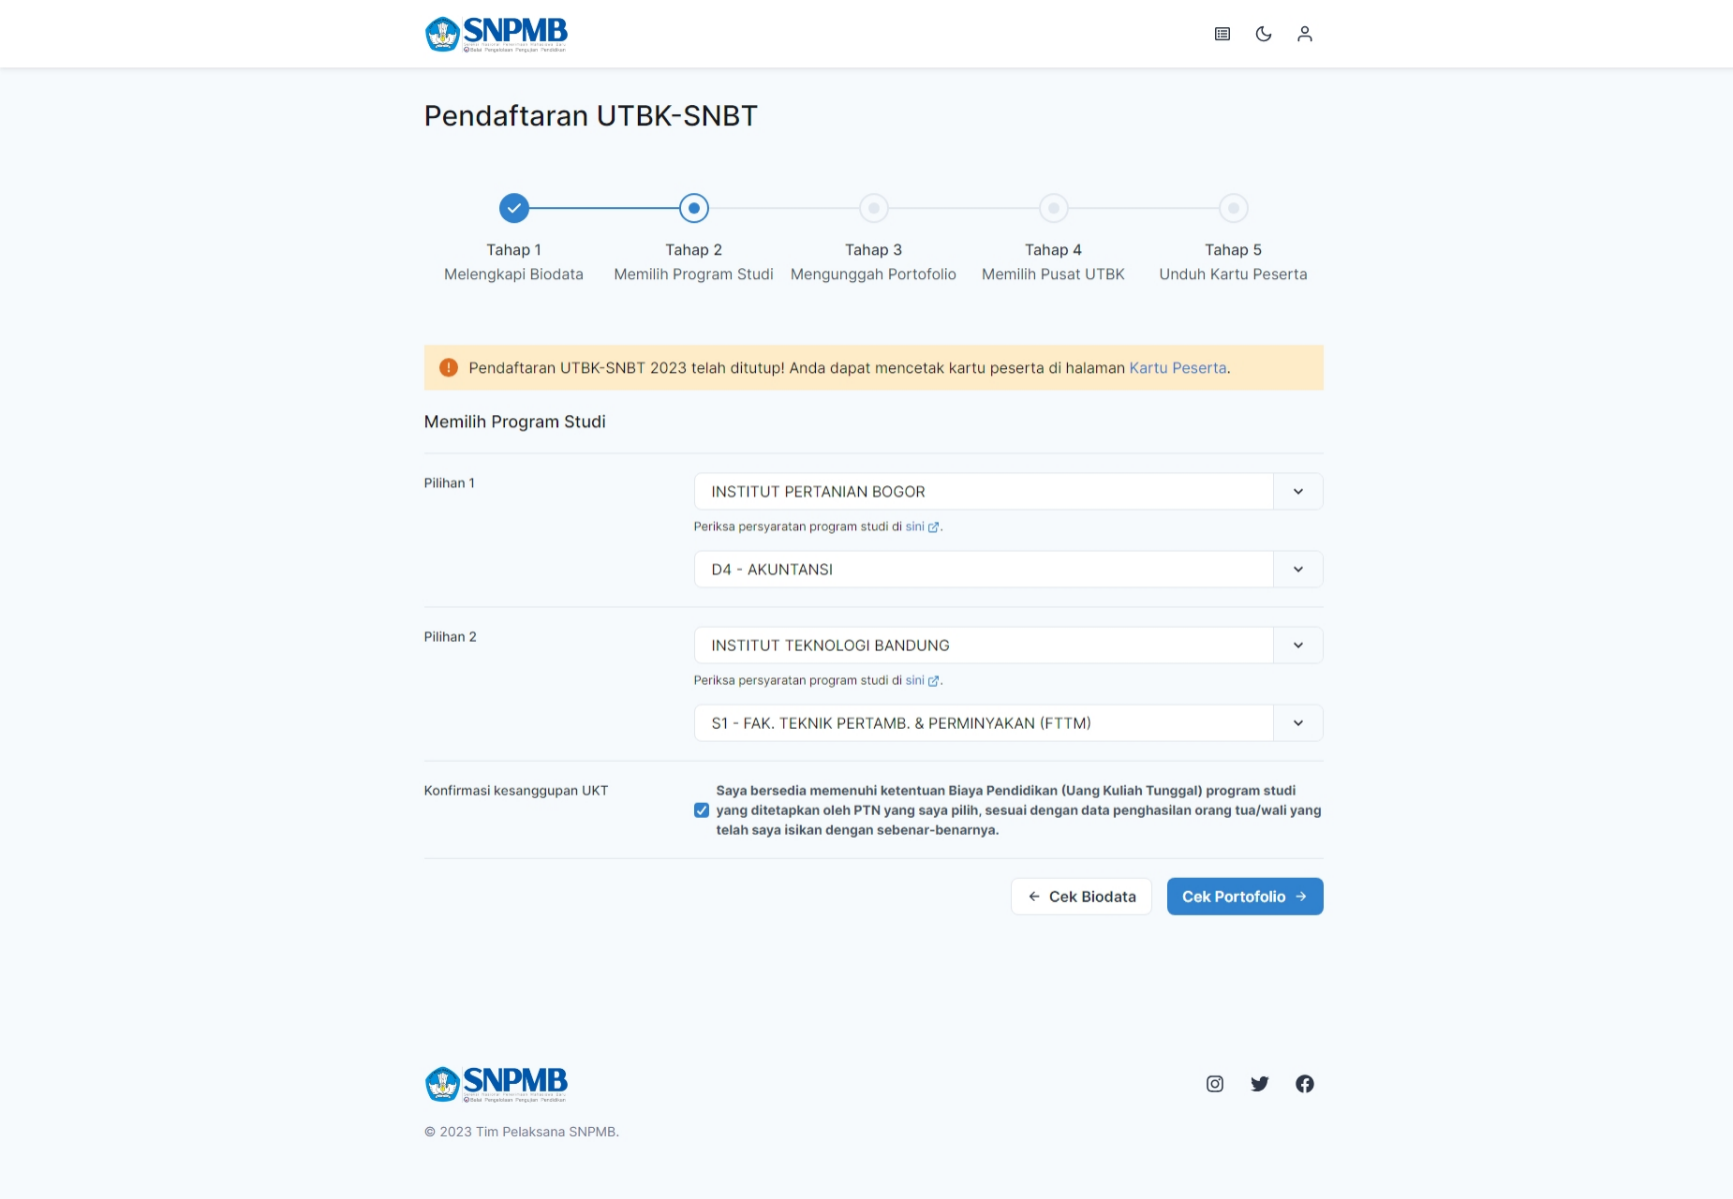 SNPMB
Pendaftaran UTBK-SNBT
Tahap 1
Melengkapi Biodata
Tahap 2
Memilih Program Studi
Tahap 3
Mengunggah Portofolio
Tahap 4
Memilih Pusat UTBK
Tahap 5
Unduh Kartu Peserta
Pendaftaran UTBK-SNBT 2023 telah ditutup! Anda dapat mencetak kartu peserta di halaman Kartu Peserta.
Memilih Program Studi
Pilihan 1
INSTITUT PERTANIAN BOGOR
Periksa persyaratan program studi di sini.
D4 - AKUNTANSI
Pilihan 2
INSTITUT TEKNOLOGI BANDUNG
Periksa persyaratan program studi di sini.
S1 - FAK. TEKNIK PERTAMB. & PERMINYAKAN (FTTM)
Konfirmasi kesanggupan UKT
Saya bersedia memenuhi ketentuan Biaya Pendidikan (Uang Kuliah Tunggal) program studi
yang ditetapkan oleh PTN yang saya pilih, sesuai dengan data penghasilan orang tua/wali yang
telah saya isikan dengan sebenar-benarnya.
← Cek Biodata
Cek Portofolio →
SNPMB
© 2023 Tim Pelaksana SNPMB.